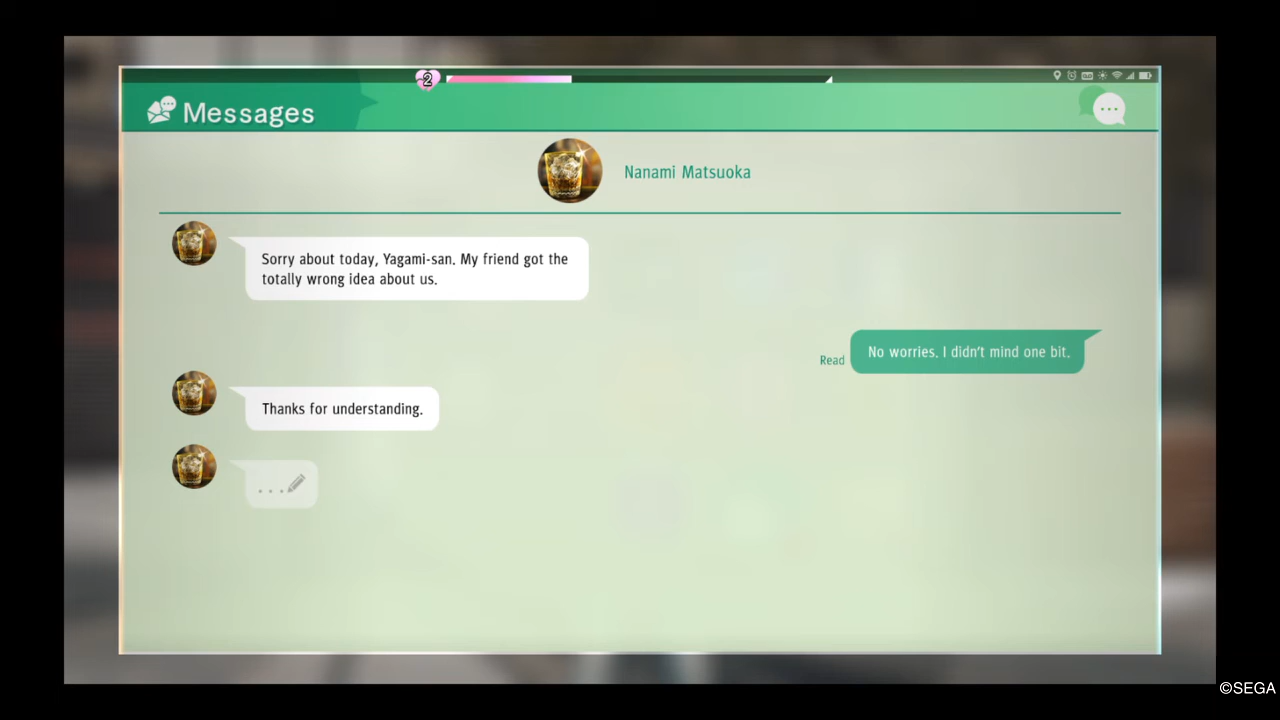 2
Messages
Nanami Matsuoka
Sorry about today, Yagami-san. My friend got the
totally wrong idea about us.
No worries. I didn't mind one bit.
Read
Thanks for understanding.
...
©SEGA